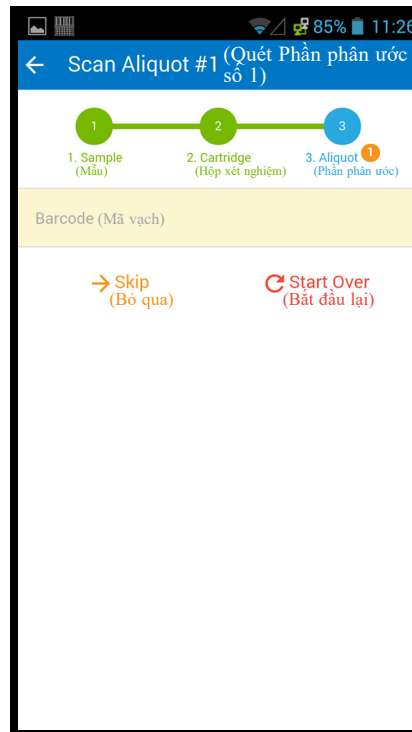 85% 11:26
Scan Aliquot #1 (Quét Phần phân ước
số 1)
1 2 3
1. Sample 2. Cartridge 3. Aliquot 1
(Mẫu) (Hộp xét nghiệm) (Phần phân ước)
Barcode (Mã vạch)
Skip Start Over
(Bỏ qua) (Bắt đầu lại)